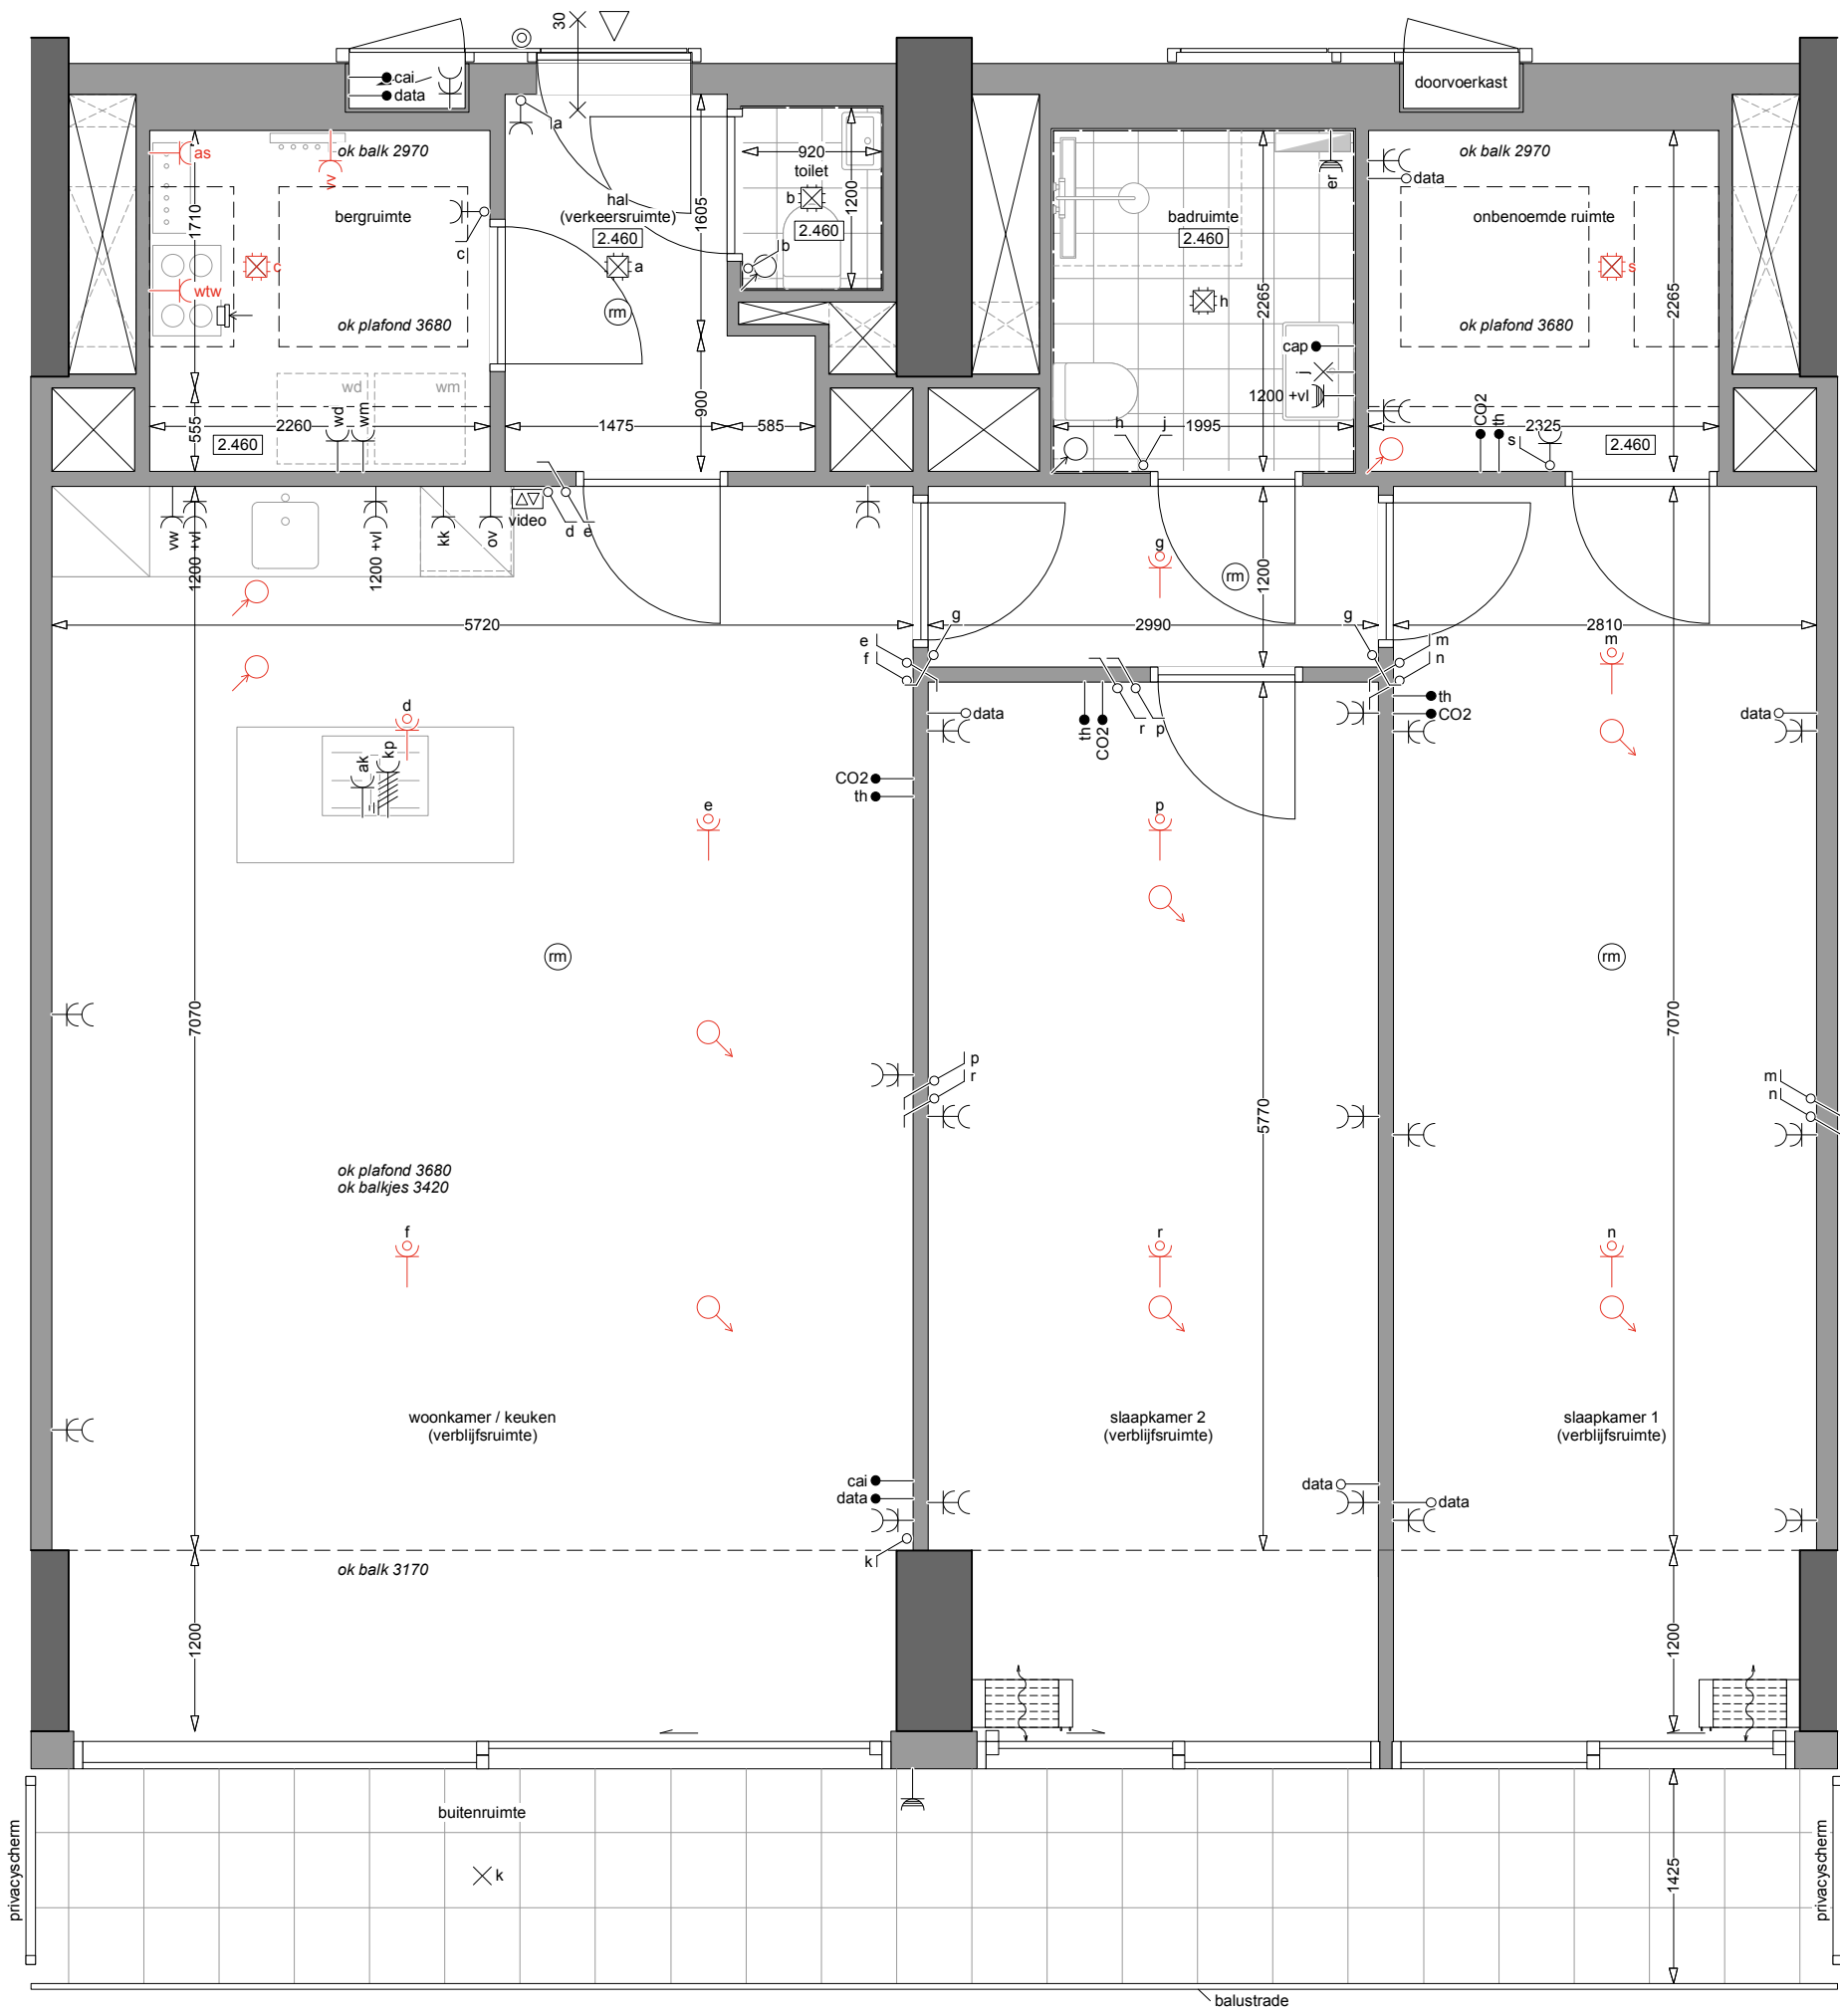 30
cai
data
doorvoerkast
a
as
vv
ok balk 2970
920
toilet
b
1200
2.460
b
1710
bergruimte
hal
(verkeersruimte)
2.460
a
1605
c
c
wtw
ok plafond 3680
rm
wd
wm
wd
wm
555
2260
2.460
1475
900
585
er
badruimte
2.460
h
2265
cap
j
1200 +vl
h
j
1995
ok balk 2970
data
onbenoemde ruimte
s
ok plafond 3680
2265
CO2
th
s
2325
2.460
vw
1200 +vl
1200 +vl
kk
ov
video
d
e
g
rm
1200
5720
g
2990
g
2810
e
f
m
n
m
th
CO2
data
data
r
p
th
CO2
d
ak
kp
CO2
th
e
p
rm
rm
7070
p
r
5770
7070
m
n
ok plafond 3680
ok balkjes 3420
f
r
n
woonkamer / keuken
(verblijfsruimte)
slaapkamer 2
(verblijfsruimte)
slaapkamer 1
(verblijfsruimte)
cai
data
data
data
k
ok balk 3170
1200
1200
buitenruimte
k
privacyscherm
privacyscherm
1425
balustrade